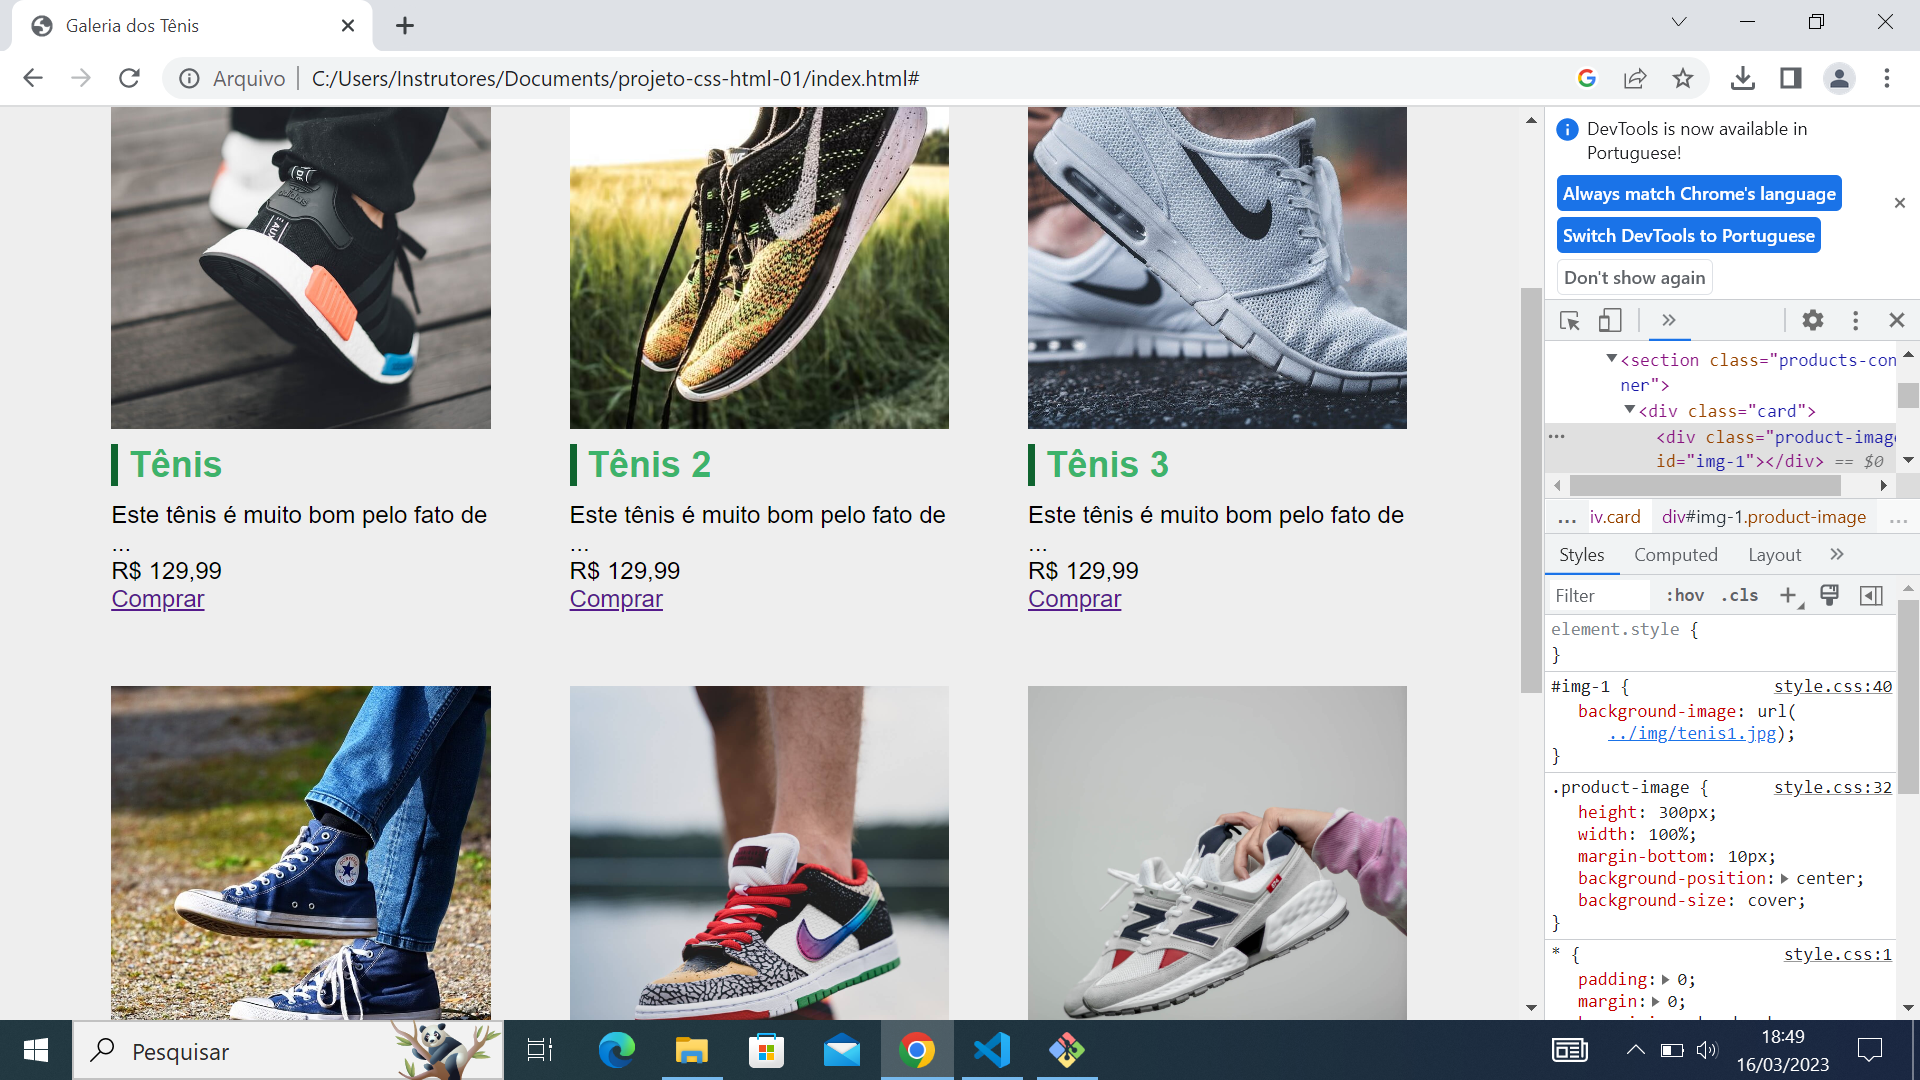 Galeria dos Tênis
Arquivo
C:/Users/Instrutores/Documents/projeto-css-html-01/index.html#
Tênis
Este tênis é muito bom pelo fato de
...
R$ 129,99
Comprar
Tênis 2
Este tênis é muito bom pelo fato de
...
R$ 129,99
Comprar
Tênis 3
Este tênis é muito bom pelo fato de
...
R$ 129,99
Comprar
DevTools is now available in
Portuguese!
Always match Chrome's language
Switch DevTools to Portuguese
Don't show again
<section class="products-con
ner">
<div class="card">
<div class="product-imag
id="img-1"></div> == $0
... iv.card div#img-1.product-image ...
Styles Computed Layout
Filter :hov .cls
element.style {
}
#img-1 { style.css:40
background-image: url(
../img/tenis1.jpg);
}
.product-image { style.css:32
height: 300px;
width: 100%;
margin-bottom: 10px;
background-position: center;
background-size: cover;
}
* { style.css:1
padding: 0;
margin: 0;
Pesquisar
18:49
16/03/2023